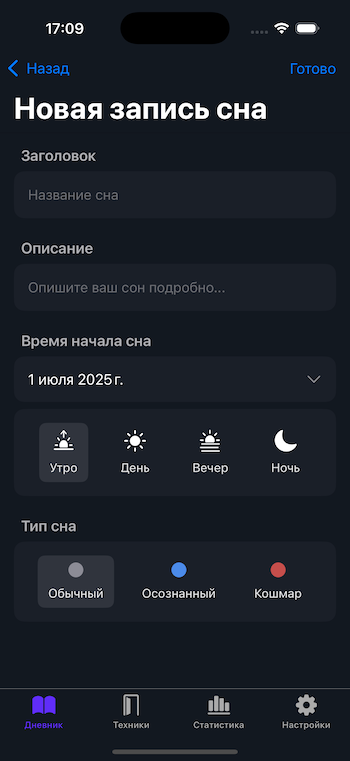 17:09
Назад Готово
Новая запись сна
Заголовок
Название сна
Описание
Опишите ваш сон подробно...
Время начала сна
1 июля 2025 г.
Утро День Вечер Ночь
Тип сна
Обычный Осознанный Кошмар
Дневник Техники Статистика Настройки